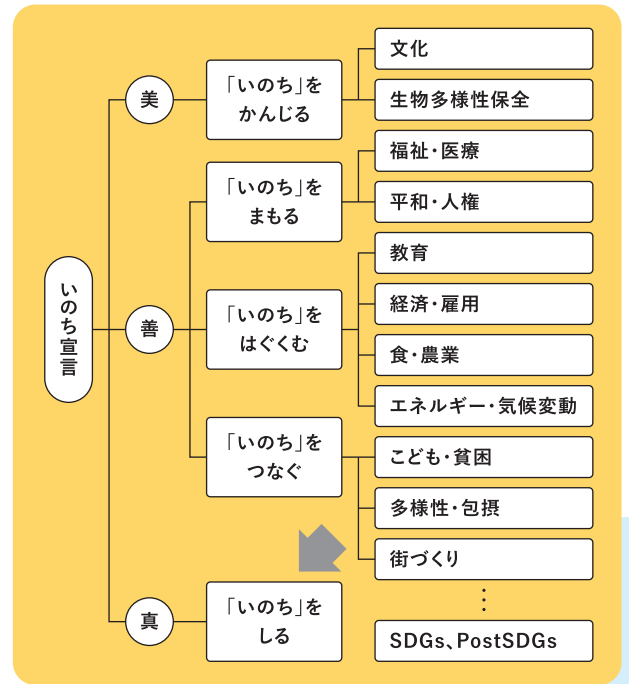 いのち宣言
美
「いのち」を
かんじる
文化
生物多様性保全
善
「いのち」を
まもる
福祉・医療
平和・人権
「いのち」を
はぐくむ
教育
経済・雇用
食・農業
エネルギー・気候変動
「いのち」を
つなぐ
こども・貧困
多様性・包摂
街づくり
⋮
SDGs、PostSDGs
真
「いのち」を
しる